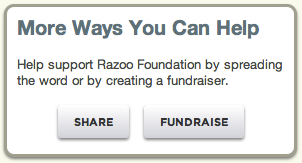 More Ways You Can Help
Help support Razoo Foundation by spreading
the word or by creating a fundraiser.
SHARE FUNDRAISE